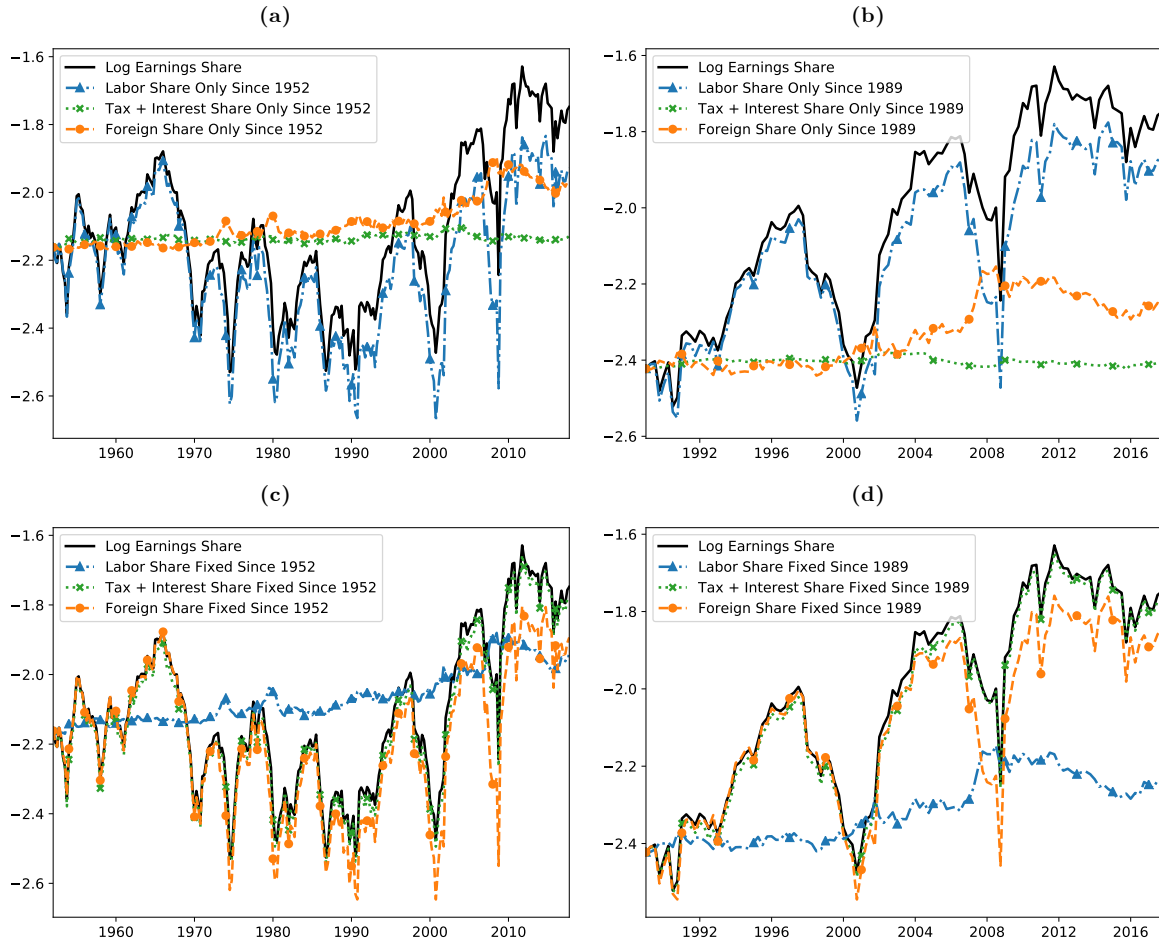 (a)
−1.6
−1.8
−2.0
−2.2
−2.4
−2.6
1960
1970
1980
1990
2000
2010
Log Earnings Share
Labor Share Only Since 1952
Tax + Interest Share Only Since 1952
Foreign Share Only Since 1952
(b)
−1.6
−1.8
−2.0
−2.2
−2.4
−2.6
1992
1996
2000
2004
2008
2012
2016
Log Earnings Share
Labor Share Only Since 1989
Tax + Interest Share Only Since 1989
Foreign Share Only Since 1989
(c)
−1.6
−1.8
−2.0
−2.2
−2.4
−2.6
1960
1970
1980
1990
2000
2010
Log Earnings Share
Labor Share Fixed Since 1952
Tax + Interest Share Fixed Since 1952
Foreign Share Fixed Since 1952
(d)
−1.6
−1.8
−2.0
−2.2
−2.4
1992
1996
2000
2004
2008
2012
2016
Log Earnings Share
Labor Share Fixed Since 1989
Tax + Interest Share Fixed Since 1989
Foreign Share Fixed Since 1989